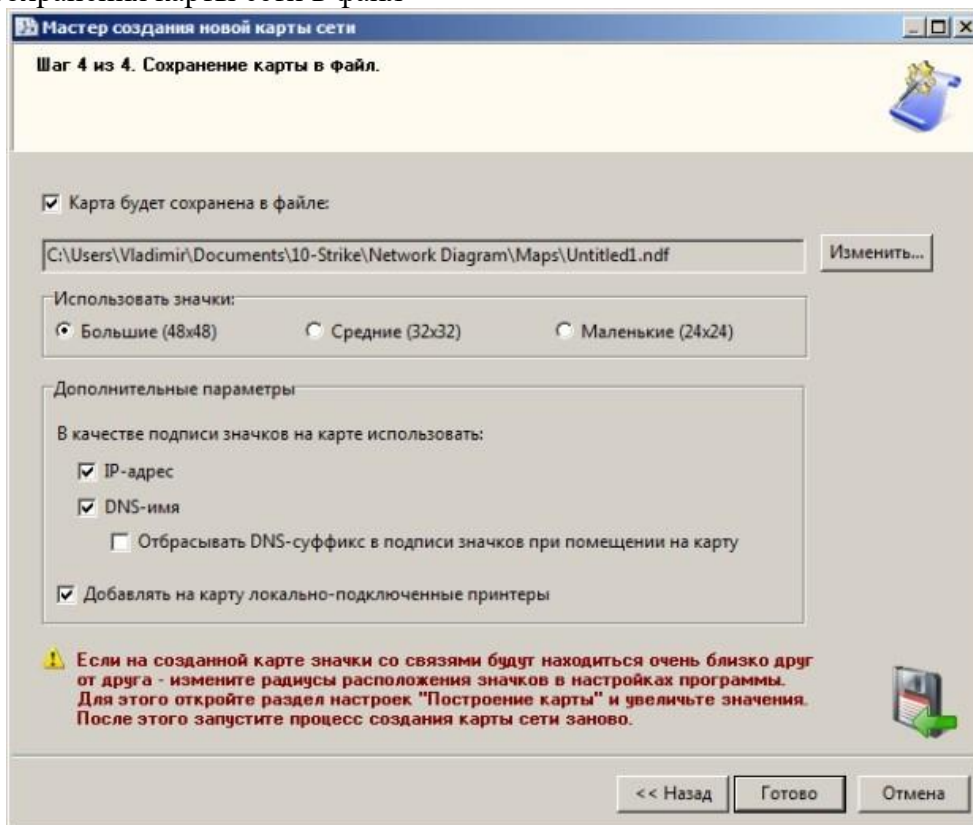 сохранения карты сети в файл
Мастер создания новой карты сети
Шаг 4 из 4. Сохранение карты в файл.
Карта будет сохранена в файле:
C:\Users\Vladimir\Documents\10-Strike\Network Diagram\Maps\Untitled1.ndf
Изменить...
Использовать значки:
Большие (48x48) Средние (32x32) Маленькие (24x24)
Дополнительные параметры
В качестве подписи значков на карте использовать:
IP-адрес
DNS-имя
Отбрасывать DNS-суффикс в подписи значков при помещении на карту
Добавлять на карту локально-подключенные принтеры
Если на созданной карте значки со связями будут находиться очень близко друг
от друга - измените радиусы расположения значков в настройках программы.
Для этого откройте раздел настроек "Построение карты" и увеличьте значения.
После этого запустите процесс создания карты сети заново.
<< Назад Готово Отмена